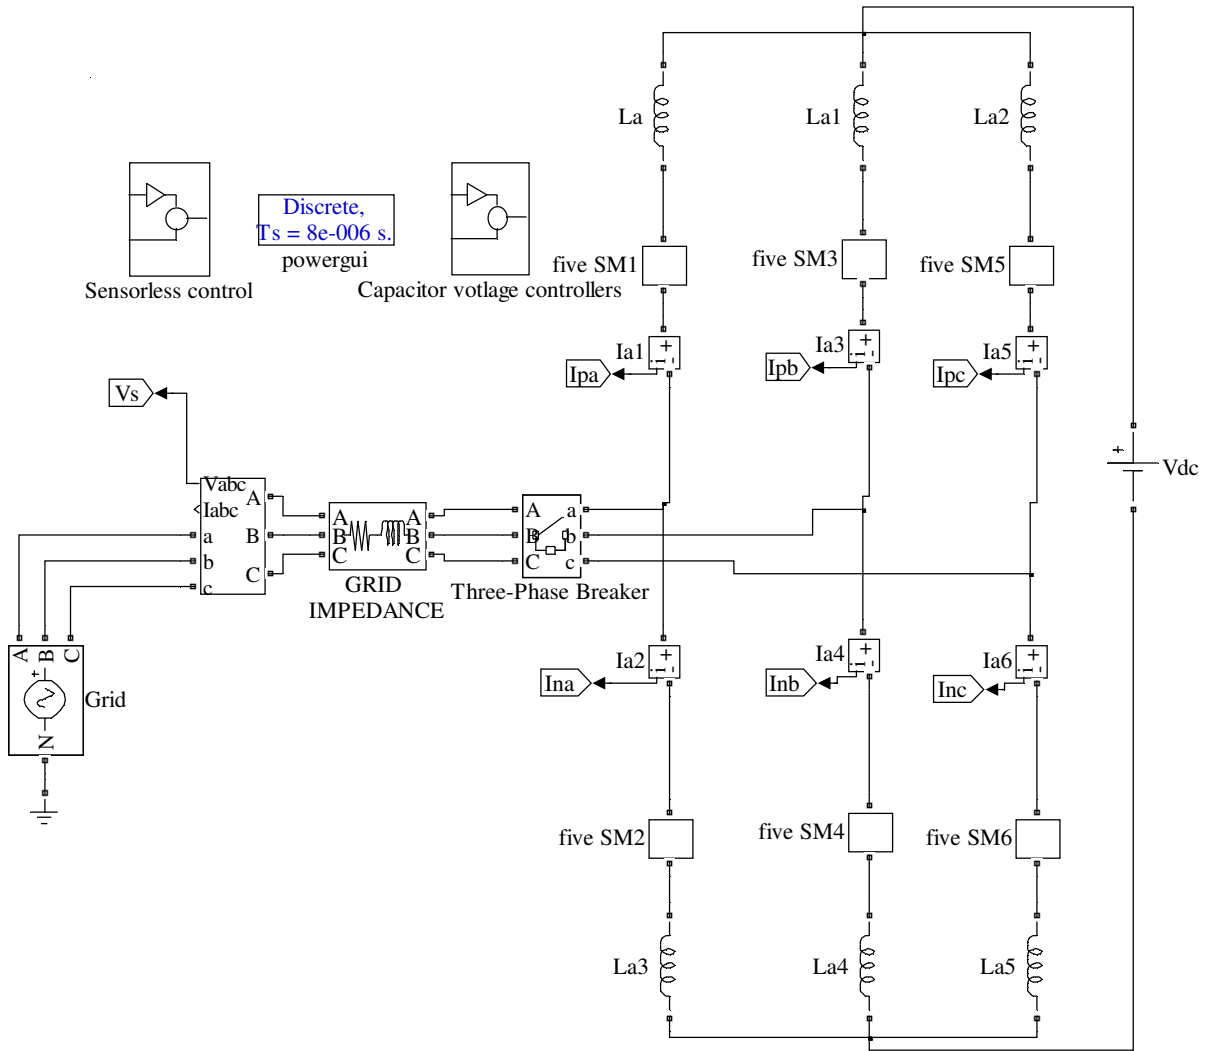 La
La1
La2
Discrete,
Ts = 8e-006 s.
powergui
Sensorless control
Capacitor votlage controllers
five SM1
five SM3
five SM5
Ia1
+
i -
Ia3
+
i -
Ia5
+
i -
Ipa
Ipb
Ipc
Vs
+
Vdc
Vabc
Iabc
a
b
c
A
B
C
A
B
C
A
B
C
GRID
IMPEDANCE
A
B
C
a
b
c
Three-Phase Breaker
A
B
C
+
N
Grid
Ia2
+
i -
Ia4
+
i -
Ia6
+
i -
Ina
Inb
Inc
five SM2
five SM4
five SM6
La3
La4
La5